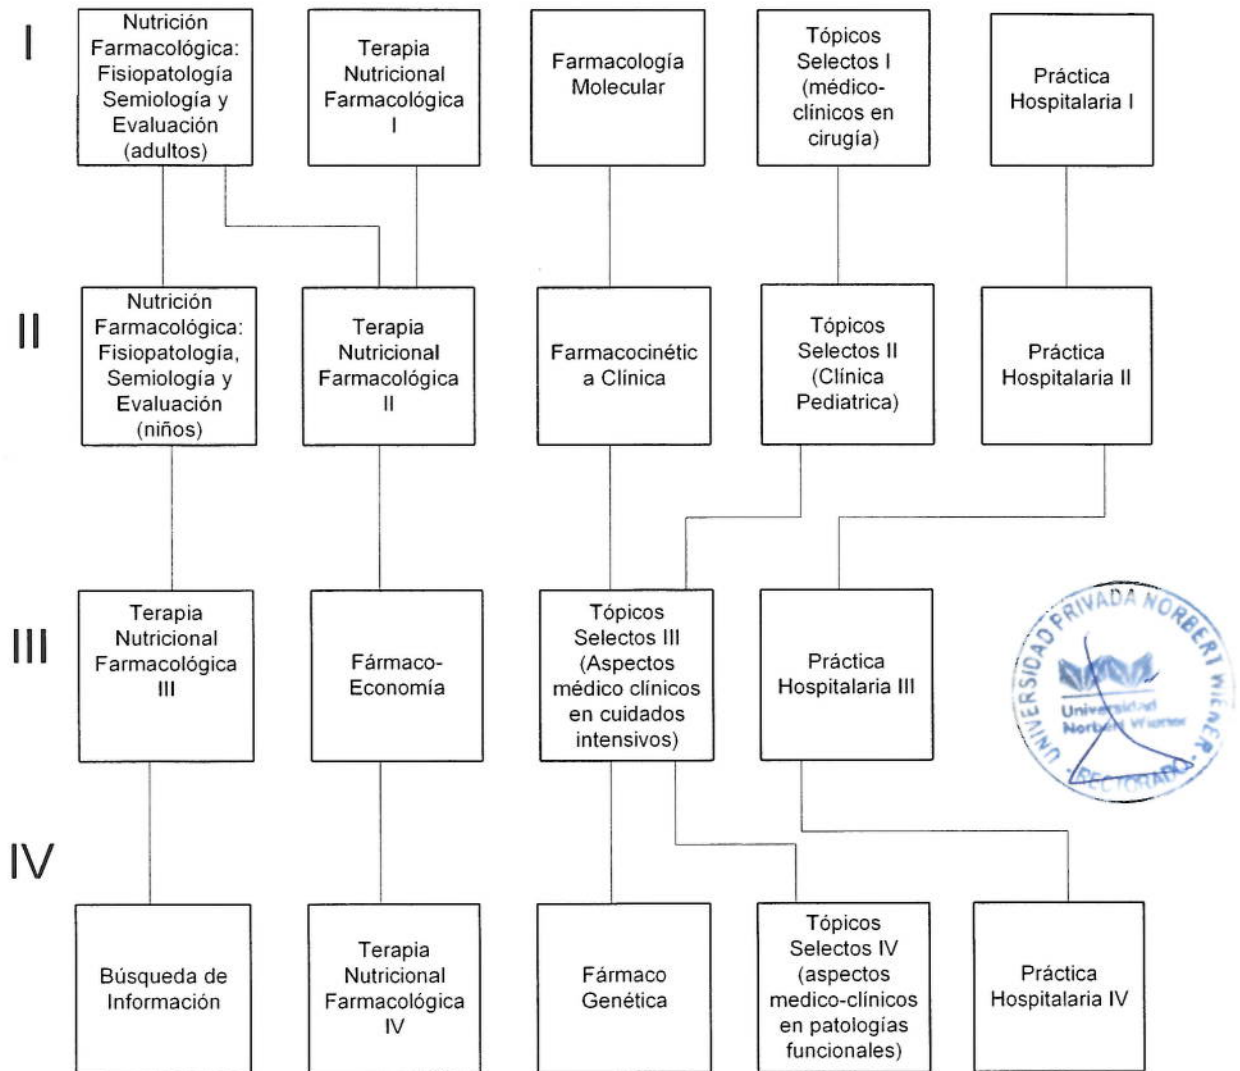 I
Nutrición
Farmacológica:
Fisiopatología
Semiología y
Evaluación
(adultos)
Terapia
Nutricional
Farmacológica
I
Farmacología
Molecular
Tópicos
Selectos I
(médico-
clínicos en
cirugía)
Práctica
Hospitalaria I
II
Nutrición
Farmacológica:
Fisiopatología,
Semiología y
Evaluación
(niños)
Terapia
Nutricional
Farmacológica
II
Farmacocinétic
a Clínica
Tópicos
Selectos II
(Clínica
Pediatrica)
Práctica
Hospitalaria II
III
Terapia
Nutricional
Farmacológica
III
Fármaco-
Economía
Tópicos
Selectos III
(Aspectos
médico clínicos
en cuidados
intensivos)
Práctica
Hospitalaria III
UNIVERSIDAD PRIVADA NORBERT WIENER
Universidad
Norbert Wiener
- RECTORADO -
IV
Búsqueda de
Información
Terapia
Nutricional
Farmacológica
IV
Fármaco
Genética
Tópicos
Selectos IV
(aspectos
medico-clínicos
en patologías
funcionales)
Práctica
Hospitalaria IV